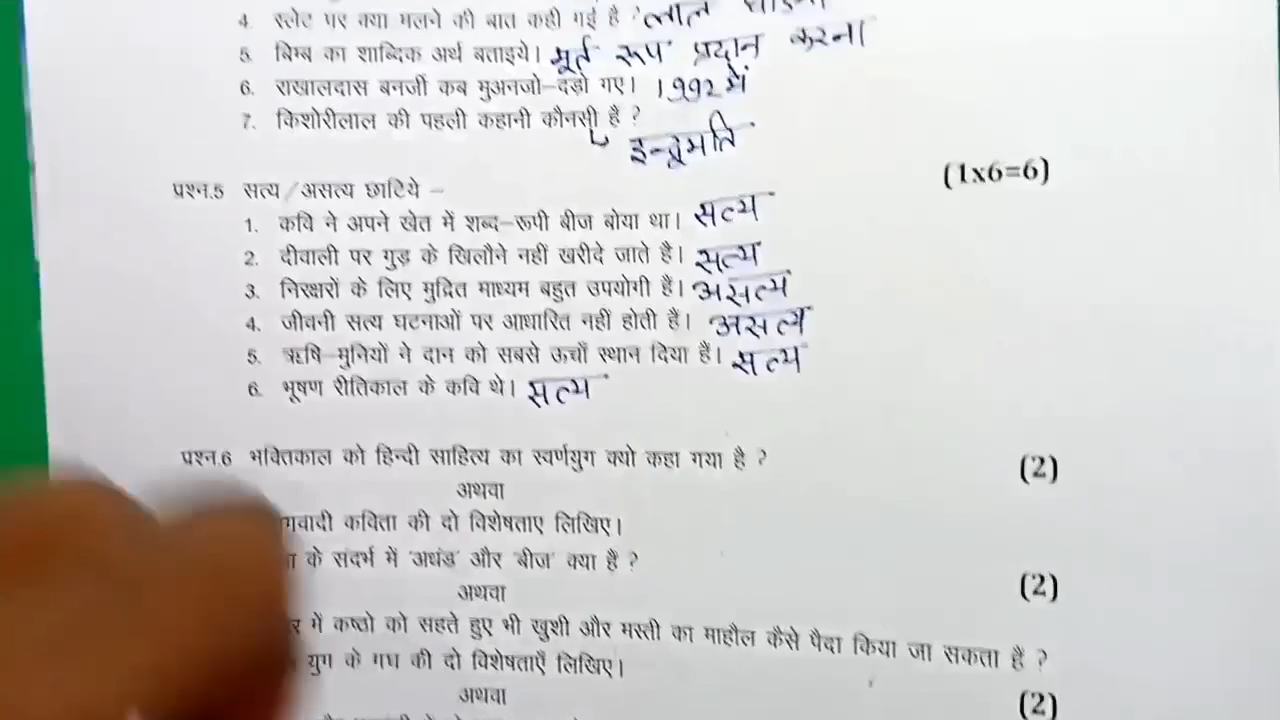 4. स्लेट पर क्या मलने की बात कही गई है ? लाल
5. बिम्ब का शाब्दिक अर्थ बताइये। मूर्त रूप प्रदान करना
6. राखालदास बनर्जी कब मुअनजो-दड़ो गए। 1992 में
7. किशोरीलाल की पहली कहानी कौनसी हैं ?
इन्दूमति
प्रश्न.5 सत्य/असत्य छाटिये – (1x6=6)
1. कवि ने अपने खेत में शब्द-रूपी बीज बोया था। सत्य
2. दीवाली पर गुड़ के खिलौने नहीं खरीदे जाते है। सत्य
3. निरक्षरों के लिए मुद्रित माध्यम बहुत उपयोगी हैं। असत्य
4. जीवनी सत्य घटनाओं पर आधारित नहीं होती हैं। असत्य
5. ऋषि-मुनियों ने दान को सबसे ऊचाँ स्थान दिया हैं। सत्य
6. भूषण रीतिकाल के कवि थे। सत्य
प्रश्न.6 भक्तिकाल को हिन्दी साहित्य का स्वर्णयुग क्यो कहा गया है ? (2)
अथवा
गवादी कविता की दो विशेषताए लिखिए।
के संदर्भ में 'अधंड' और 'बीज' क्या हैं ?
अथवा (2)
में कष्ठो को सहते हुए भी खुशी और मस्ती का माहौल कैसे पैदा किया जा सकता हैं ?
युग के गघ की दो विशेषताएँ लिखिए।
अथवा (2)